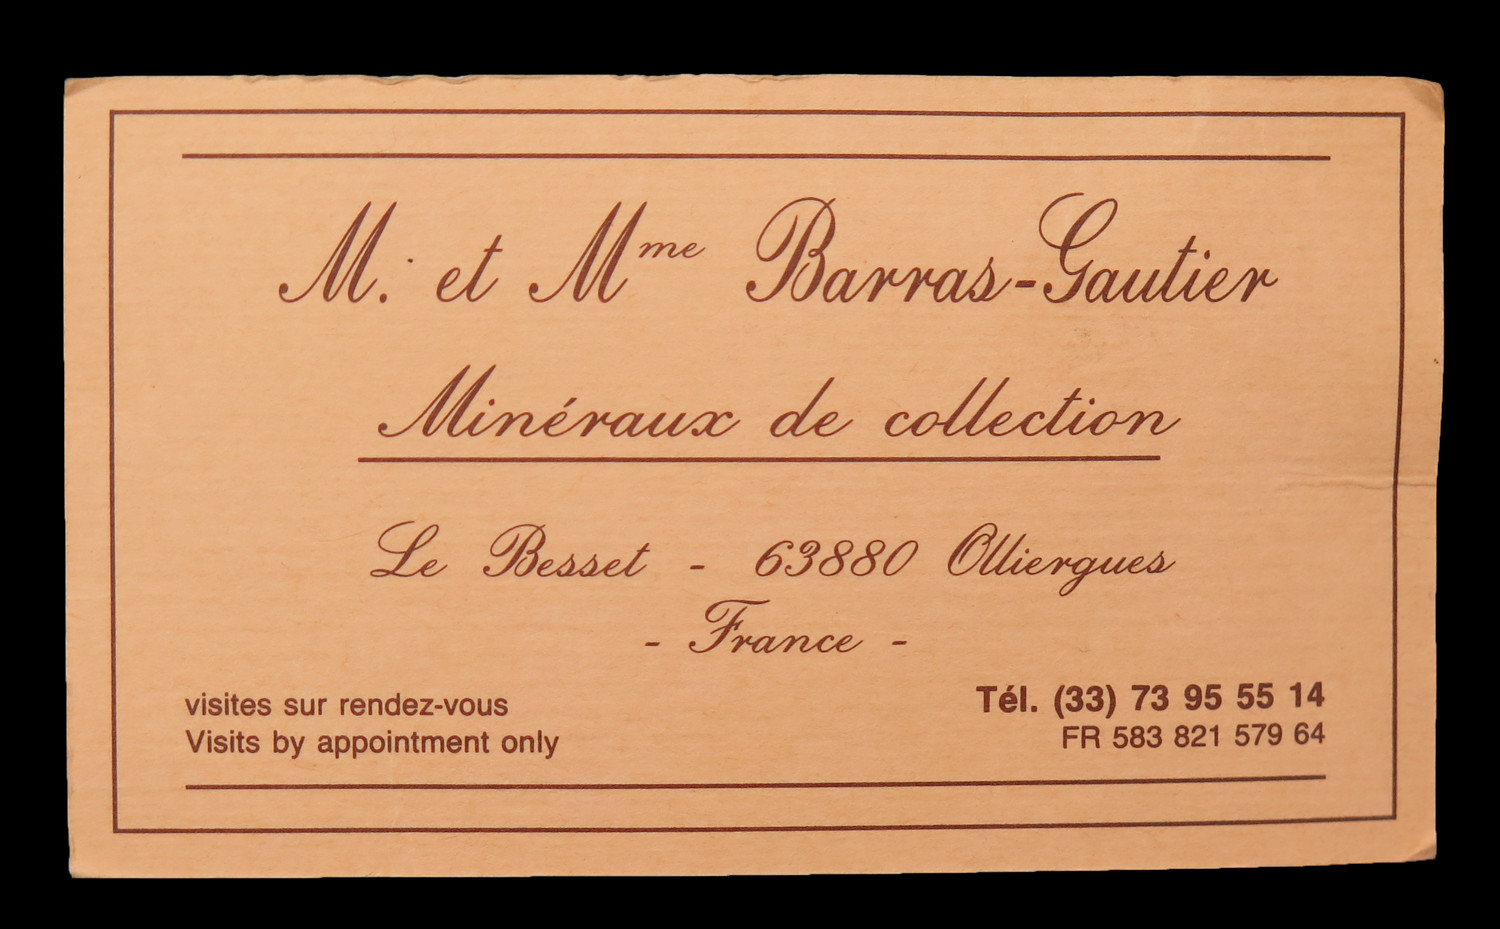 M. et Mme Barras-Gautier
Minéraux de collection
Le Besset - 63880 Olliergues
- France -
visites sur rendez-vous
Visits by appointment only
Tél. (33) 73 95 55 14
FR 583 821 579 64